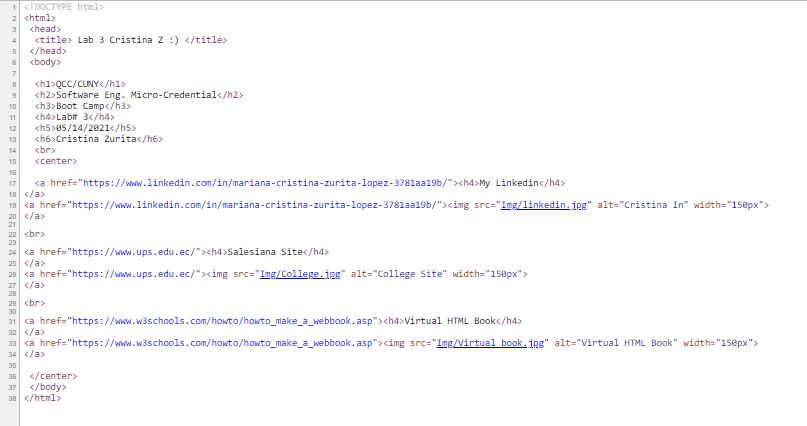 1 <!DOCTYPE html>
2 <html>
3 <head>
4 <title> Lab 3 Cristina Z :) </title>
5 </head>
6 <body>
7
8 <h1>QCC/CUNY</h1>
9 <h2>Software Eng. Micro-Credential</h2>
10 <h3>Boot Camp</h3>
11 <h4>Lab# 3</h4>
12 <h5>05/14/2021</h5>
13 <h6>Cristina Zurita</h6>
14 <br>
15 <center>
16
17 <a href="https://www.linkedin.com/in/mariana-cristina-zurita-lopez-3781aa19b/"><h4>My Linkedin</h4>
18 </a>
19 <a href="https://www.linkedin.com/in/mariana-cristina-zurita-lopez-3781aa19b/"><img src="Img/linkedin.jpg" alt="Cristina In" width="150px">
20 </a>
21
22 <br>
23
24 <a href="https://www.ups.edu.ec/"><h4>Salesiana Site</h4>
25 </a>
26 <a href="https://www.ups.edu.ec/"><img src="Img/College.jpg" alt="College Site" width="150px">
27 </a>
28
29 <br>
30
31 <a href="https://www.w3schools.com/howto/howto_make_a_webbook.asp"><h4>Virtual HTML Book</h4>
32 </a>
33 <a href="https://www.w3schools.com/howto/howto_make_a_webbook.asp"><img src="Img/Virtual_book.jpg" alt="Virtual HTML Book" width="150px">
34 </a>
35
36 </center>
37 </body>
38 </html>